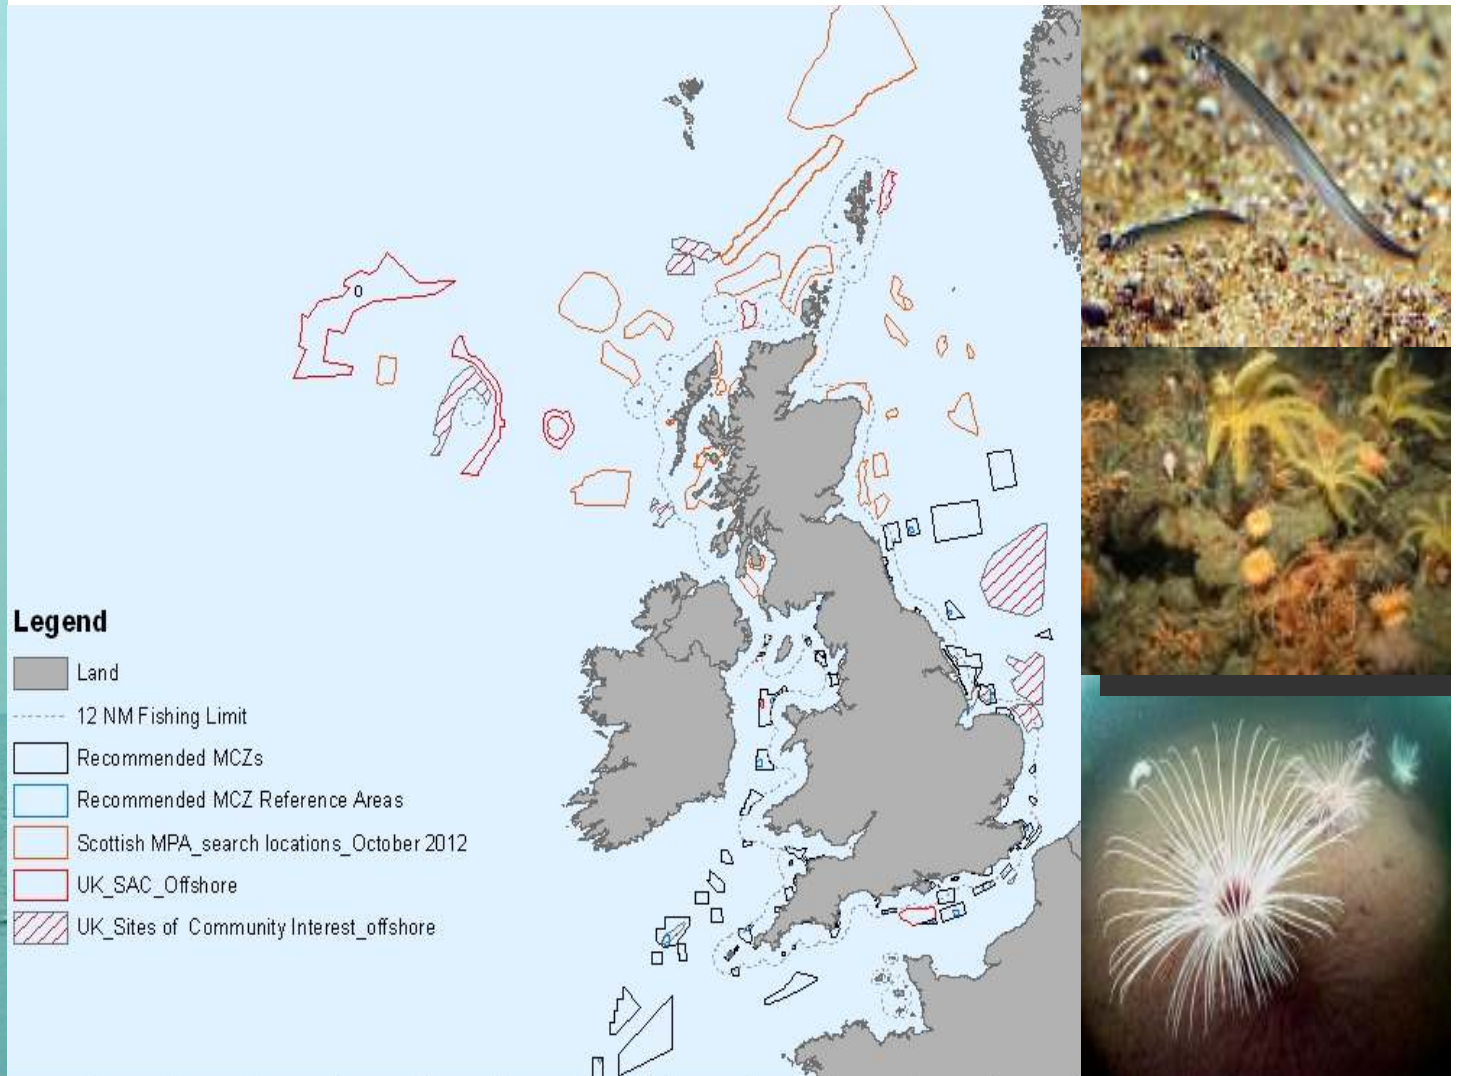 0
Legend
Land
12 NM Fishing Limit
Recommended MCZs
Recommended MCZ Reference Areas
Scottish MPA_search locations_October 2012
UK_SAC_Offshore
UK_Sites of Community Interest_offshore